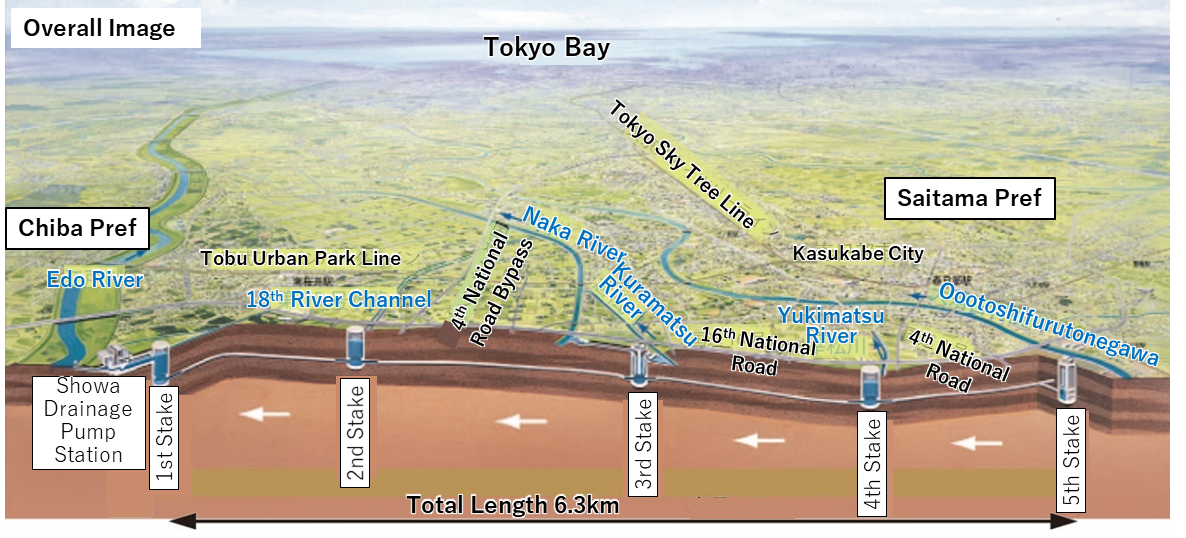 Overall Image
Tokyo Bay
Tokyo Sky Tree Line
Saitama Pref
Chiba Pref
Naka River
Kasukabe City
Tobu Urban Park Line
Edo River
18th River Channel
4th National
Road Bypass
Kuramatsu
River
Oootoshifurutonegawa
Yukimatsu
River
16th National
Road
4th National
Road
Showa
Drainage
Pump
Station
1st Stake
2nd Stake
3rd Stake
4th Stake
5th Stake
Total Length 6.3km